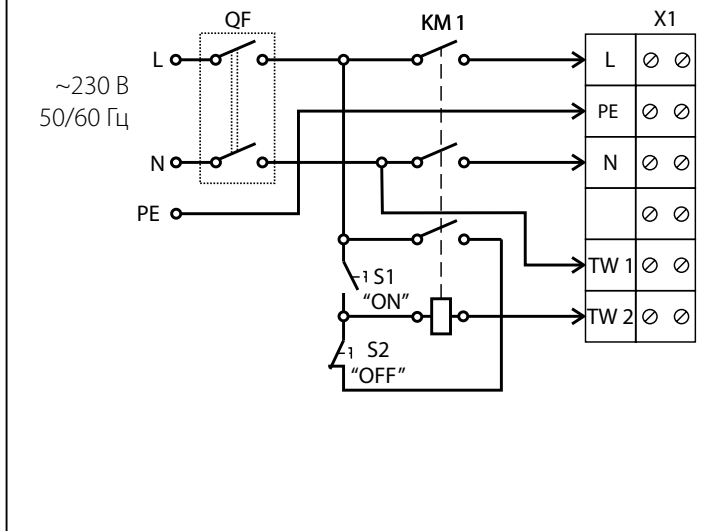 QF KM 1 X1
L L
~230 В
50/60 Гц
PE
N N
PE
S1
“ON”
TW 1
TW 2
S2
“OFF”